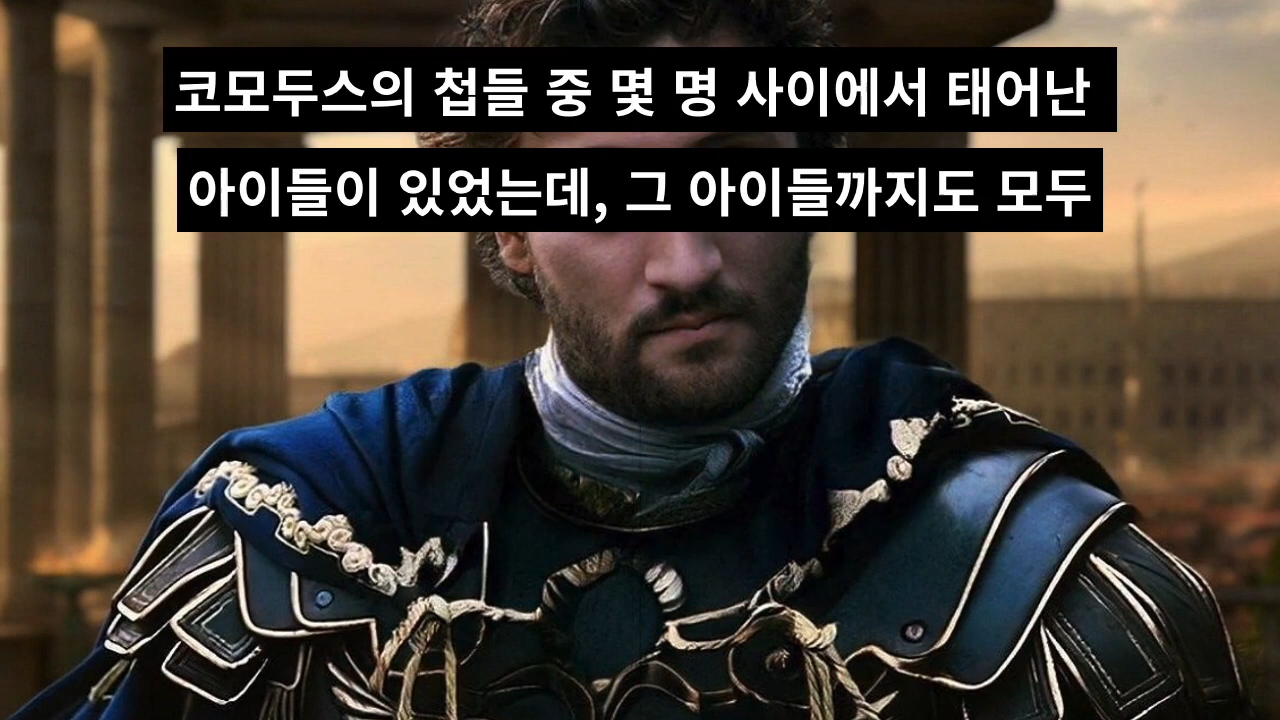 코모두스의 첩들 중 몇 명 사이에서 태어난
아이들이 있었는데, 그 아이들까지도 모두